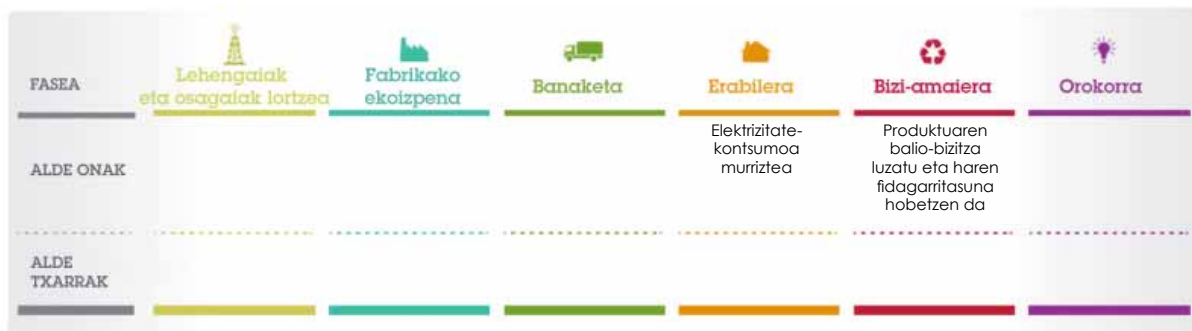 FASEA
Lehengaiak
eta osagaiak lortzea
Fabrikako
ekoizpena
Banaketa
Erabilera
Bizi-amaiera
Orokorra
ALDE ONAK
Elektrizitate-
kontsumoa
murriztea
Produktuaren
balio-bizitza
luzatu eta haren
fidagarritasuna
hobetzen da
ALDE
TXARRAK